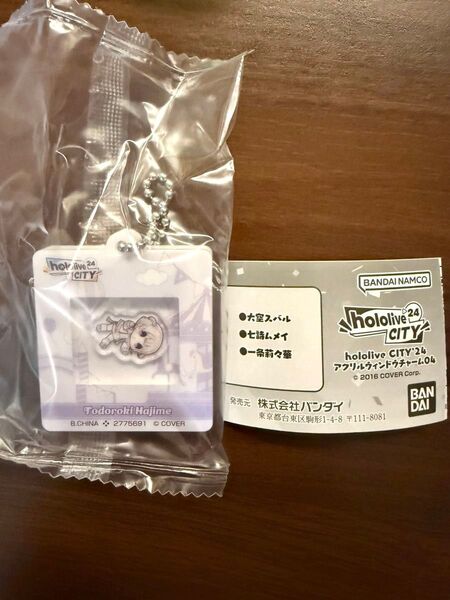 hololive 24
CITY
Todoroki Hajime
B.CHINA ❖ 2775691 © COVER
●大空スバル
●七詩ムメイ
●一条莉々華
BANDAI NAMCO
hololive 24
CITY
hololive CITY'24
アクリルウィンドウチャーム04
© 2016 COVER Corp.
発売元 株式会社バンダイ
東京都台東区駒形1-4-8 〒111-8081
BAN
DAI